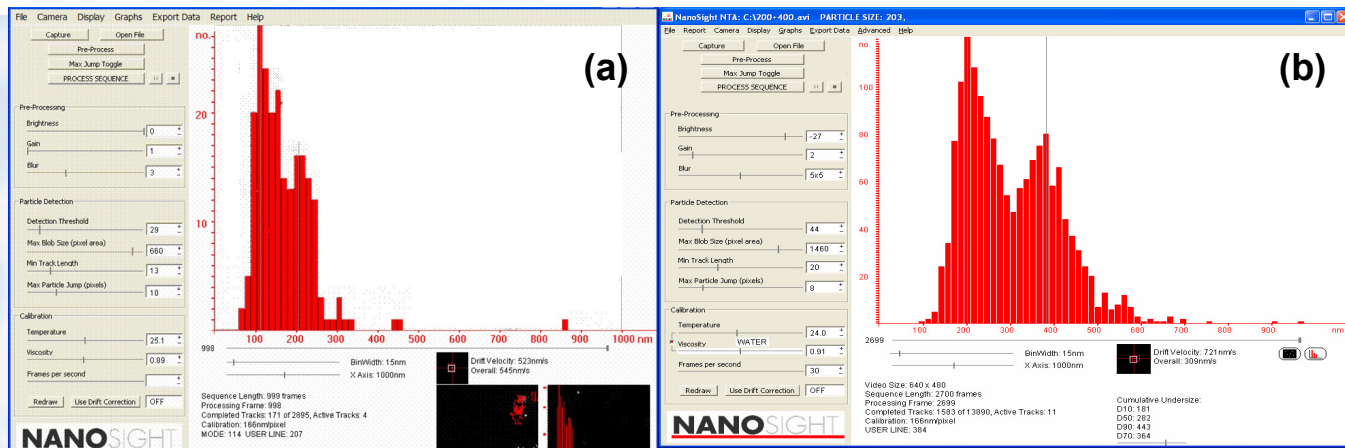 File Camera Display Graphs Export Data Report Help
Capture Open File
Pre-Process
Max Jump Toggle
PROCESS SEQUENCE
Pre-Processing
Brightness
0
Gain
1
Blur
3
Particle Detection
Detection Threshold
29
Max Blob Size (pixel area)
660
Min Track Length
13
Max Particle Jump (pixels)
10
Calibration
Temperature
25.1
Viscosity
0.89
Frames per second
Redraw Use Drift Correction OFF
NANOSIGHT
(a)
no.
20
10
100 200 300 400 500 600 700 800 900 1000 nm
998
BinWidth: 15nm
X Axis: 1000nm
Drift Velocity: 523nm/s
Overall: 545nm/s
Sequence Length: 999 frames
Processing Frame: 998
Completed Tracks: 171 of 2895, Active Tracks: 4
Calibration: 166nm/pixel
MODE: 114 USER LINE: 207
NanoSight NTA: C:\200+400.avi PARTICLE SIZE: 203,
File Report Camera Display Graphs Export Data Advanced Help
Capture Open File
Pre-Process
Max Jump Toggle
PROCESS SEQUENCE
Pre-Processing
Brightness
-27
Gain
2
Blur
5x5
Particle Detection
Detection Threshold
44
Max Blob Size (pixel area)
1460
Min Track Length
20
Max Particle Jump (pixels)
8
Calibration
Temperature
24.0
Viscosity WATER
0.91
Frames per second
30
Redraw Use Drift Correction OFF
NANOSIGHT
(b)
no.
100
80
60
40
20
100 200 300 400 500 600 700 800 900 nm
2699
BinWidth: 15nm
X Axis: 1000nm
Drift Velocity: 721nm/s
Overall: 309nm/s
Video Size: 640 x 480
Sequence Length: 2700 frames
Processing Frame: 2699
Completed Tracks: 1583 of 13890, Active Tracks: 11
Calibration: 166nm/pixel
USER LINE: 384
Cumulative Undersize:
D10: 181
D50: 282
D90: 443
D70: 364